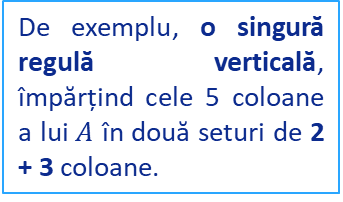 De exemplu, o singură
regulă verticală,
împărțind cele 5 coloane
a lui A în două seturi de 2
+ 3 coloane.